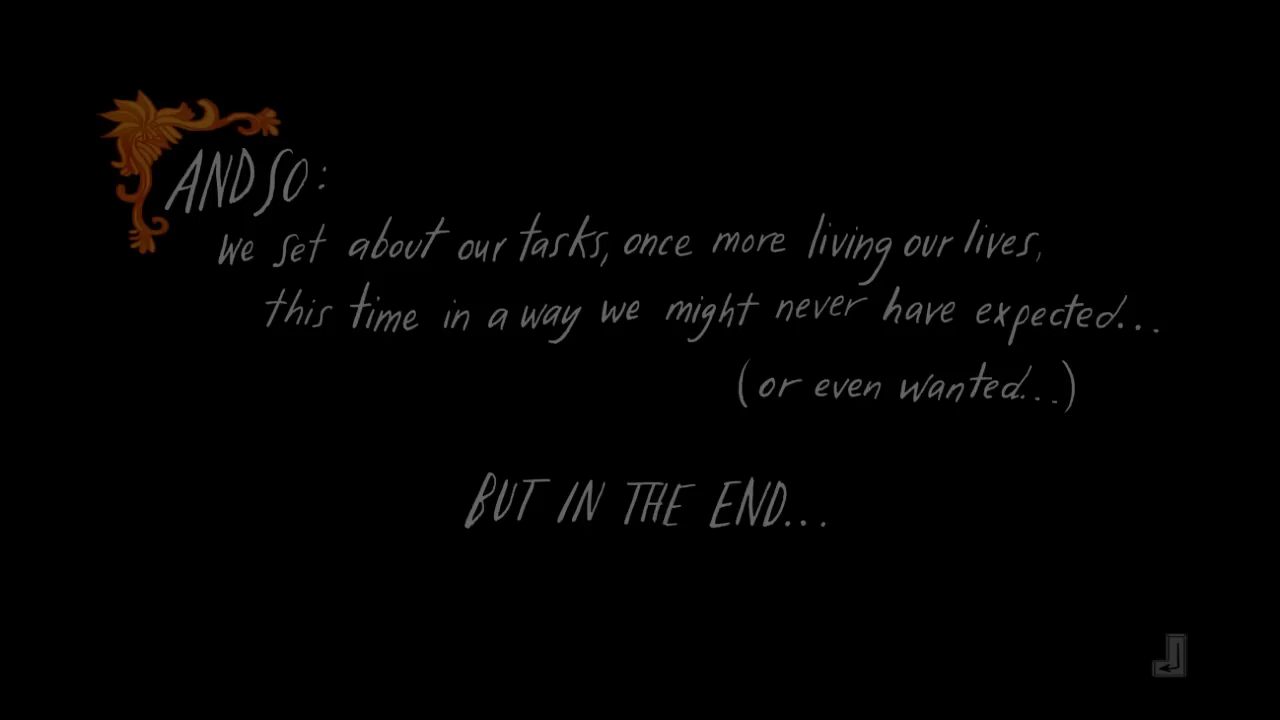 AND SO:
we set about our tasks, once more living our lives,
this time in a way we might never have expected...
(or even wanted...)
BUT IN THE END...